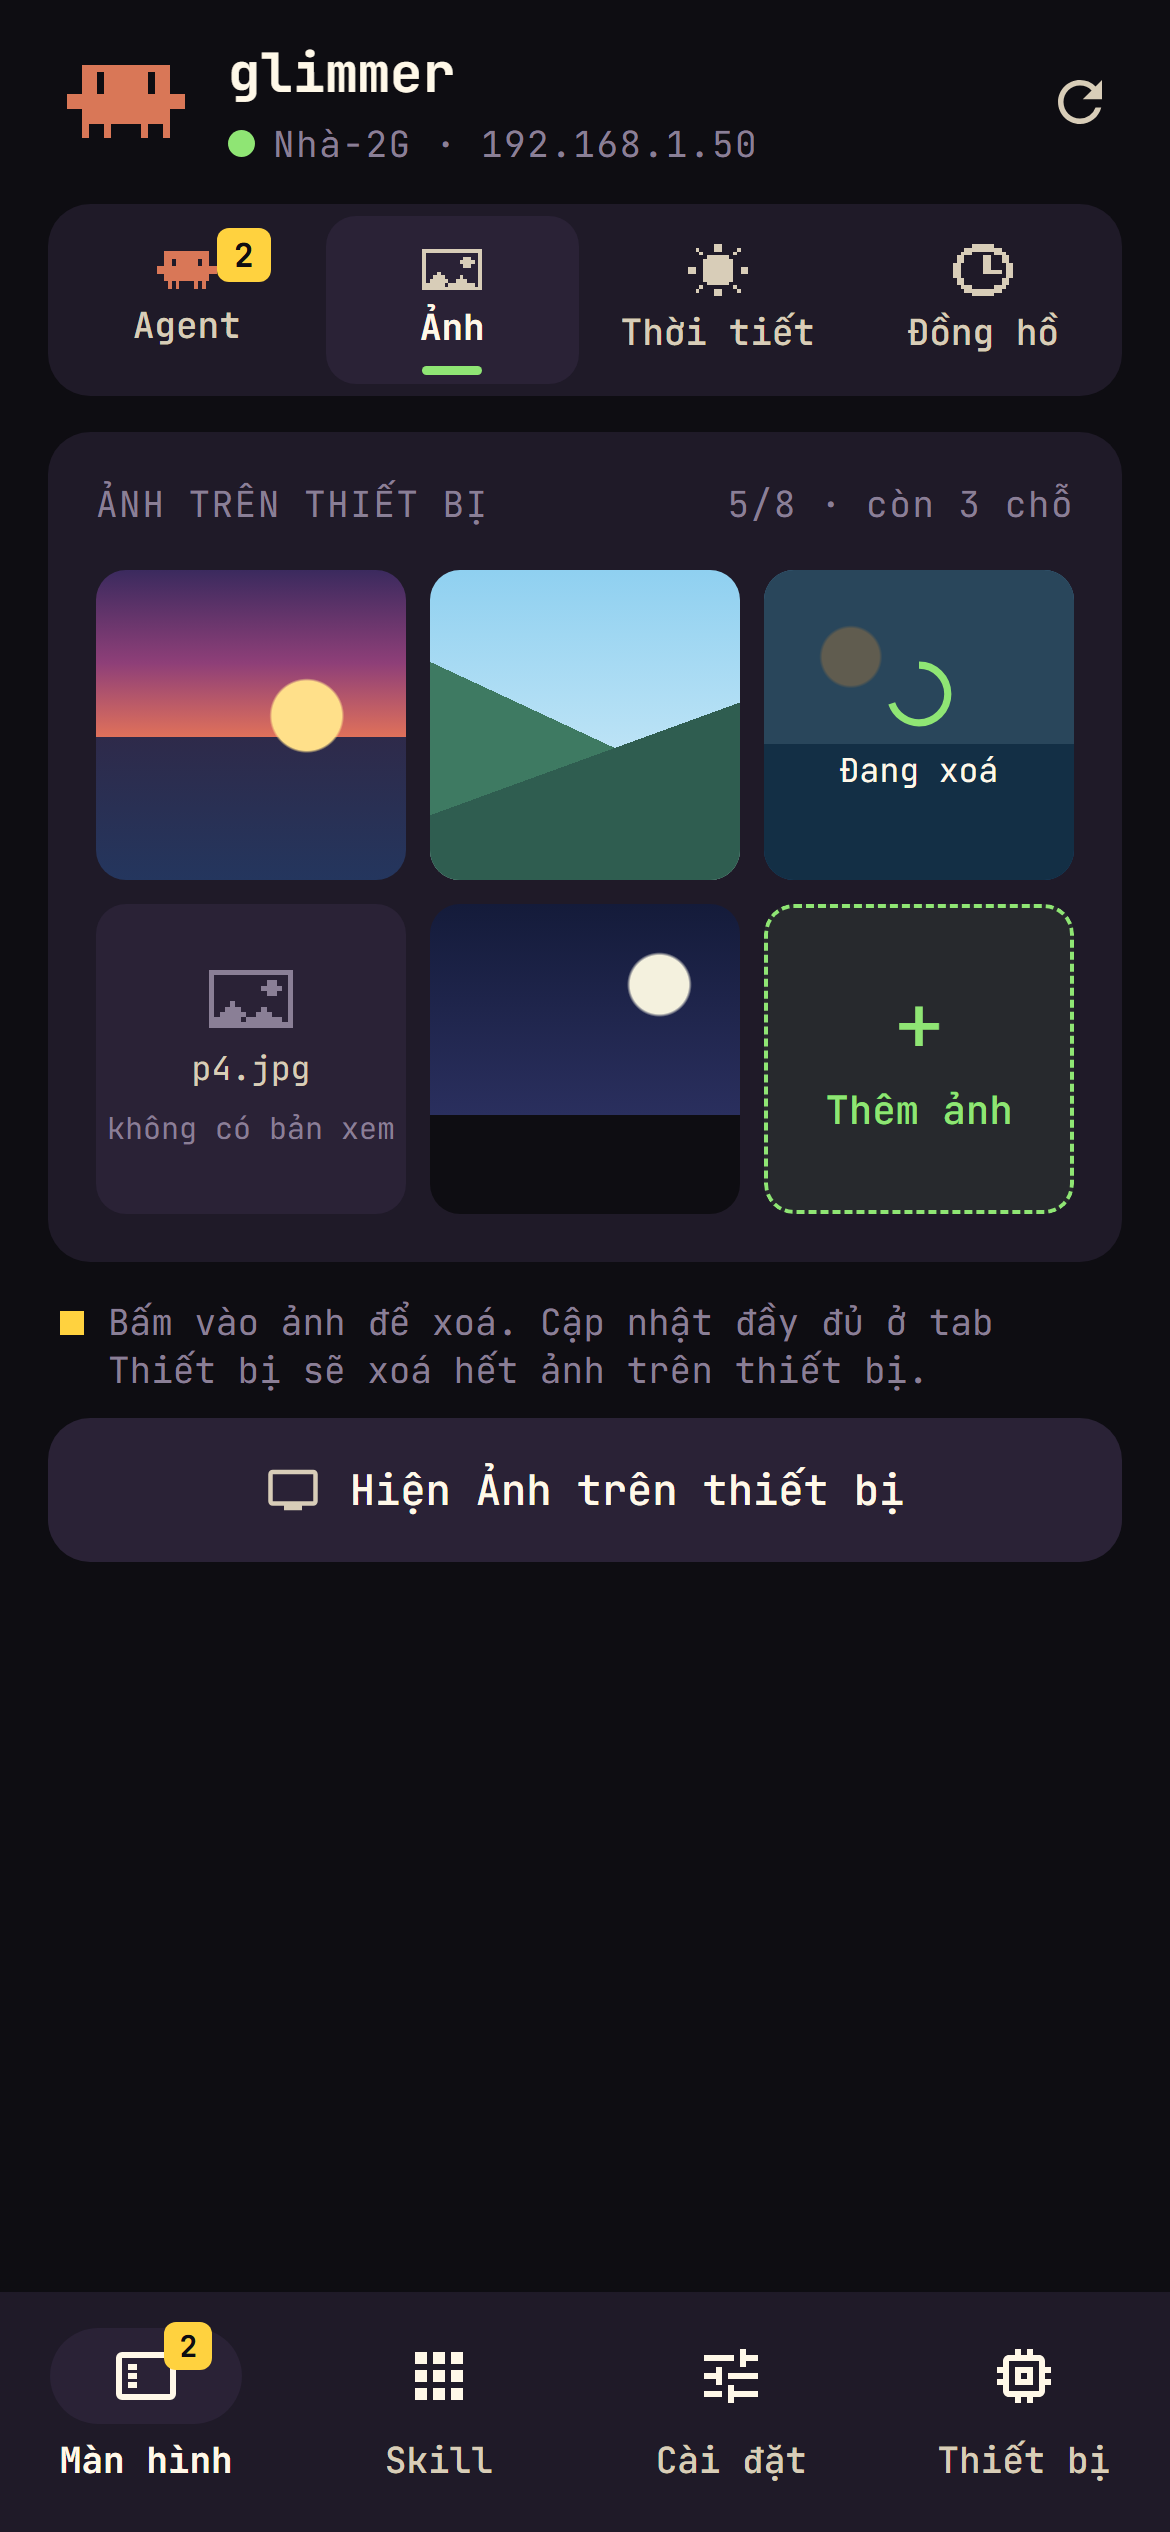 glimmer
Nhà-2G · 192.168.1.50
2
Agent
Ảnh
Thời tiết
Đồng hồ
ẢNH TRÊN THIẾT BỊ
5/8 · còn 3 chỗ
Đang xoá
p4.jpg
không có bản xem
+
Thêm ảnh
Bấm vào ảnh để xoá. Cập nhật đầy đủ ở tab
Thiết bị sẽ xoá hết ảnh trên thiết bị.
Hiện Ảnh trên thiết bị
2
Màn hình
Skill
Cài đặt
Thiết bị